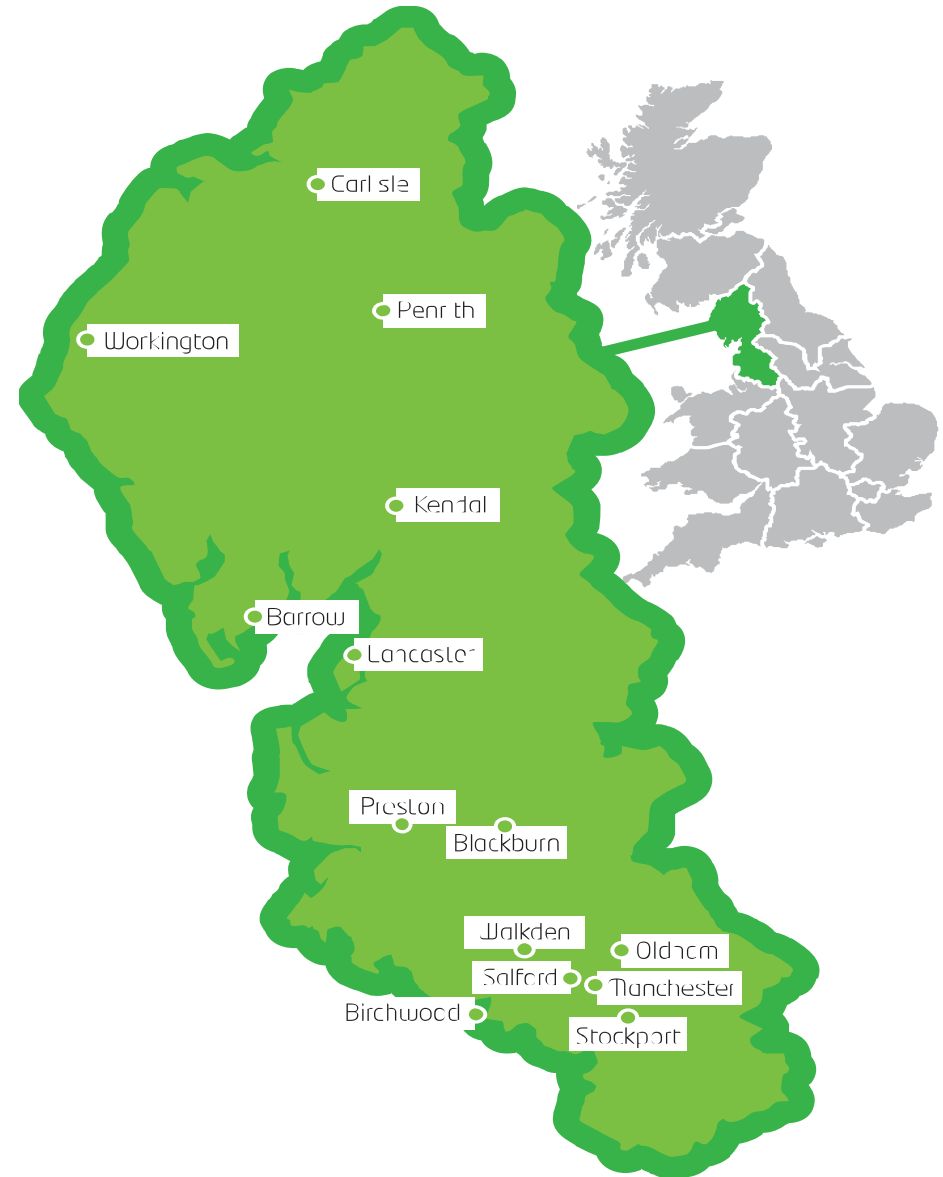 Carlisle
Penrith
Workington
Kendal
Barrow
Lancaster
Preston
Blackburn
Walkden
Oldham
Salford
Manchester
Birchwood
Stockport